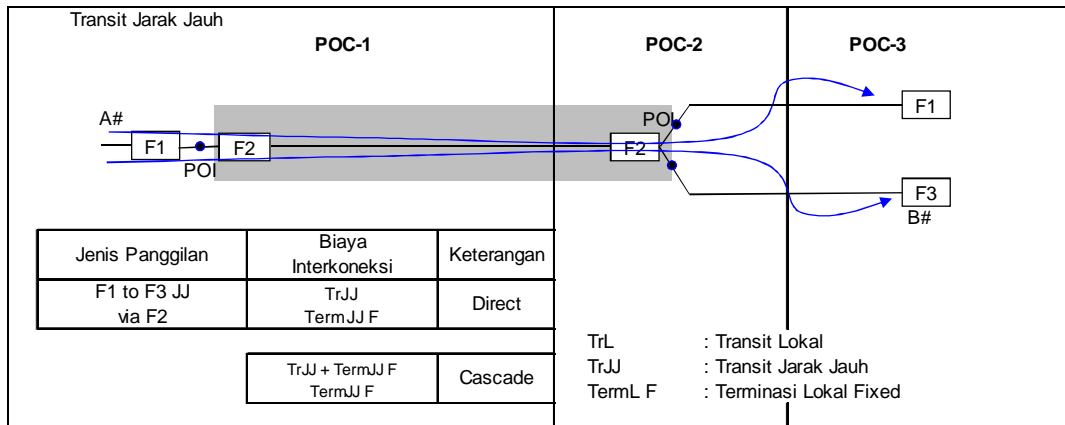 Transit Jarak Jauh
POC-1
POC-2
POC-3
F1
A#
POI
F1
F2
F2
POI
F3
B#
Jenis Panggilan
Biaya
Interkoneksi
Keterangan
F1 to F3 JJ
via F2
TrJJ
TermJJ F
Direct
TrJJ + TermJJ F
TermJJ F
Cascade
TrL : Transit Lokal
TrJJ : Transit Jarak Jauh
TermL F : Terminasi Lokal Fixed